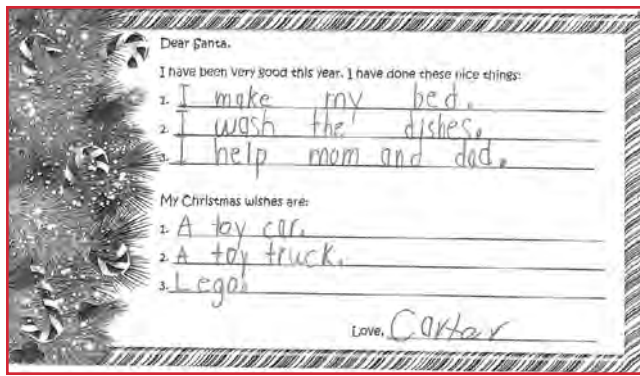 Dear Santa,
I have been very good this year. I have done these nice things:
1. I make my bed.
2. I wash the dishes.
3. I help mom and dad.
My Christmas wishes are:
1. A toy car.
2. A toy truck.
3. Lego.
Love, Carter